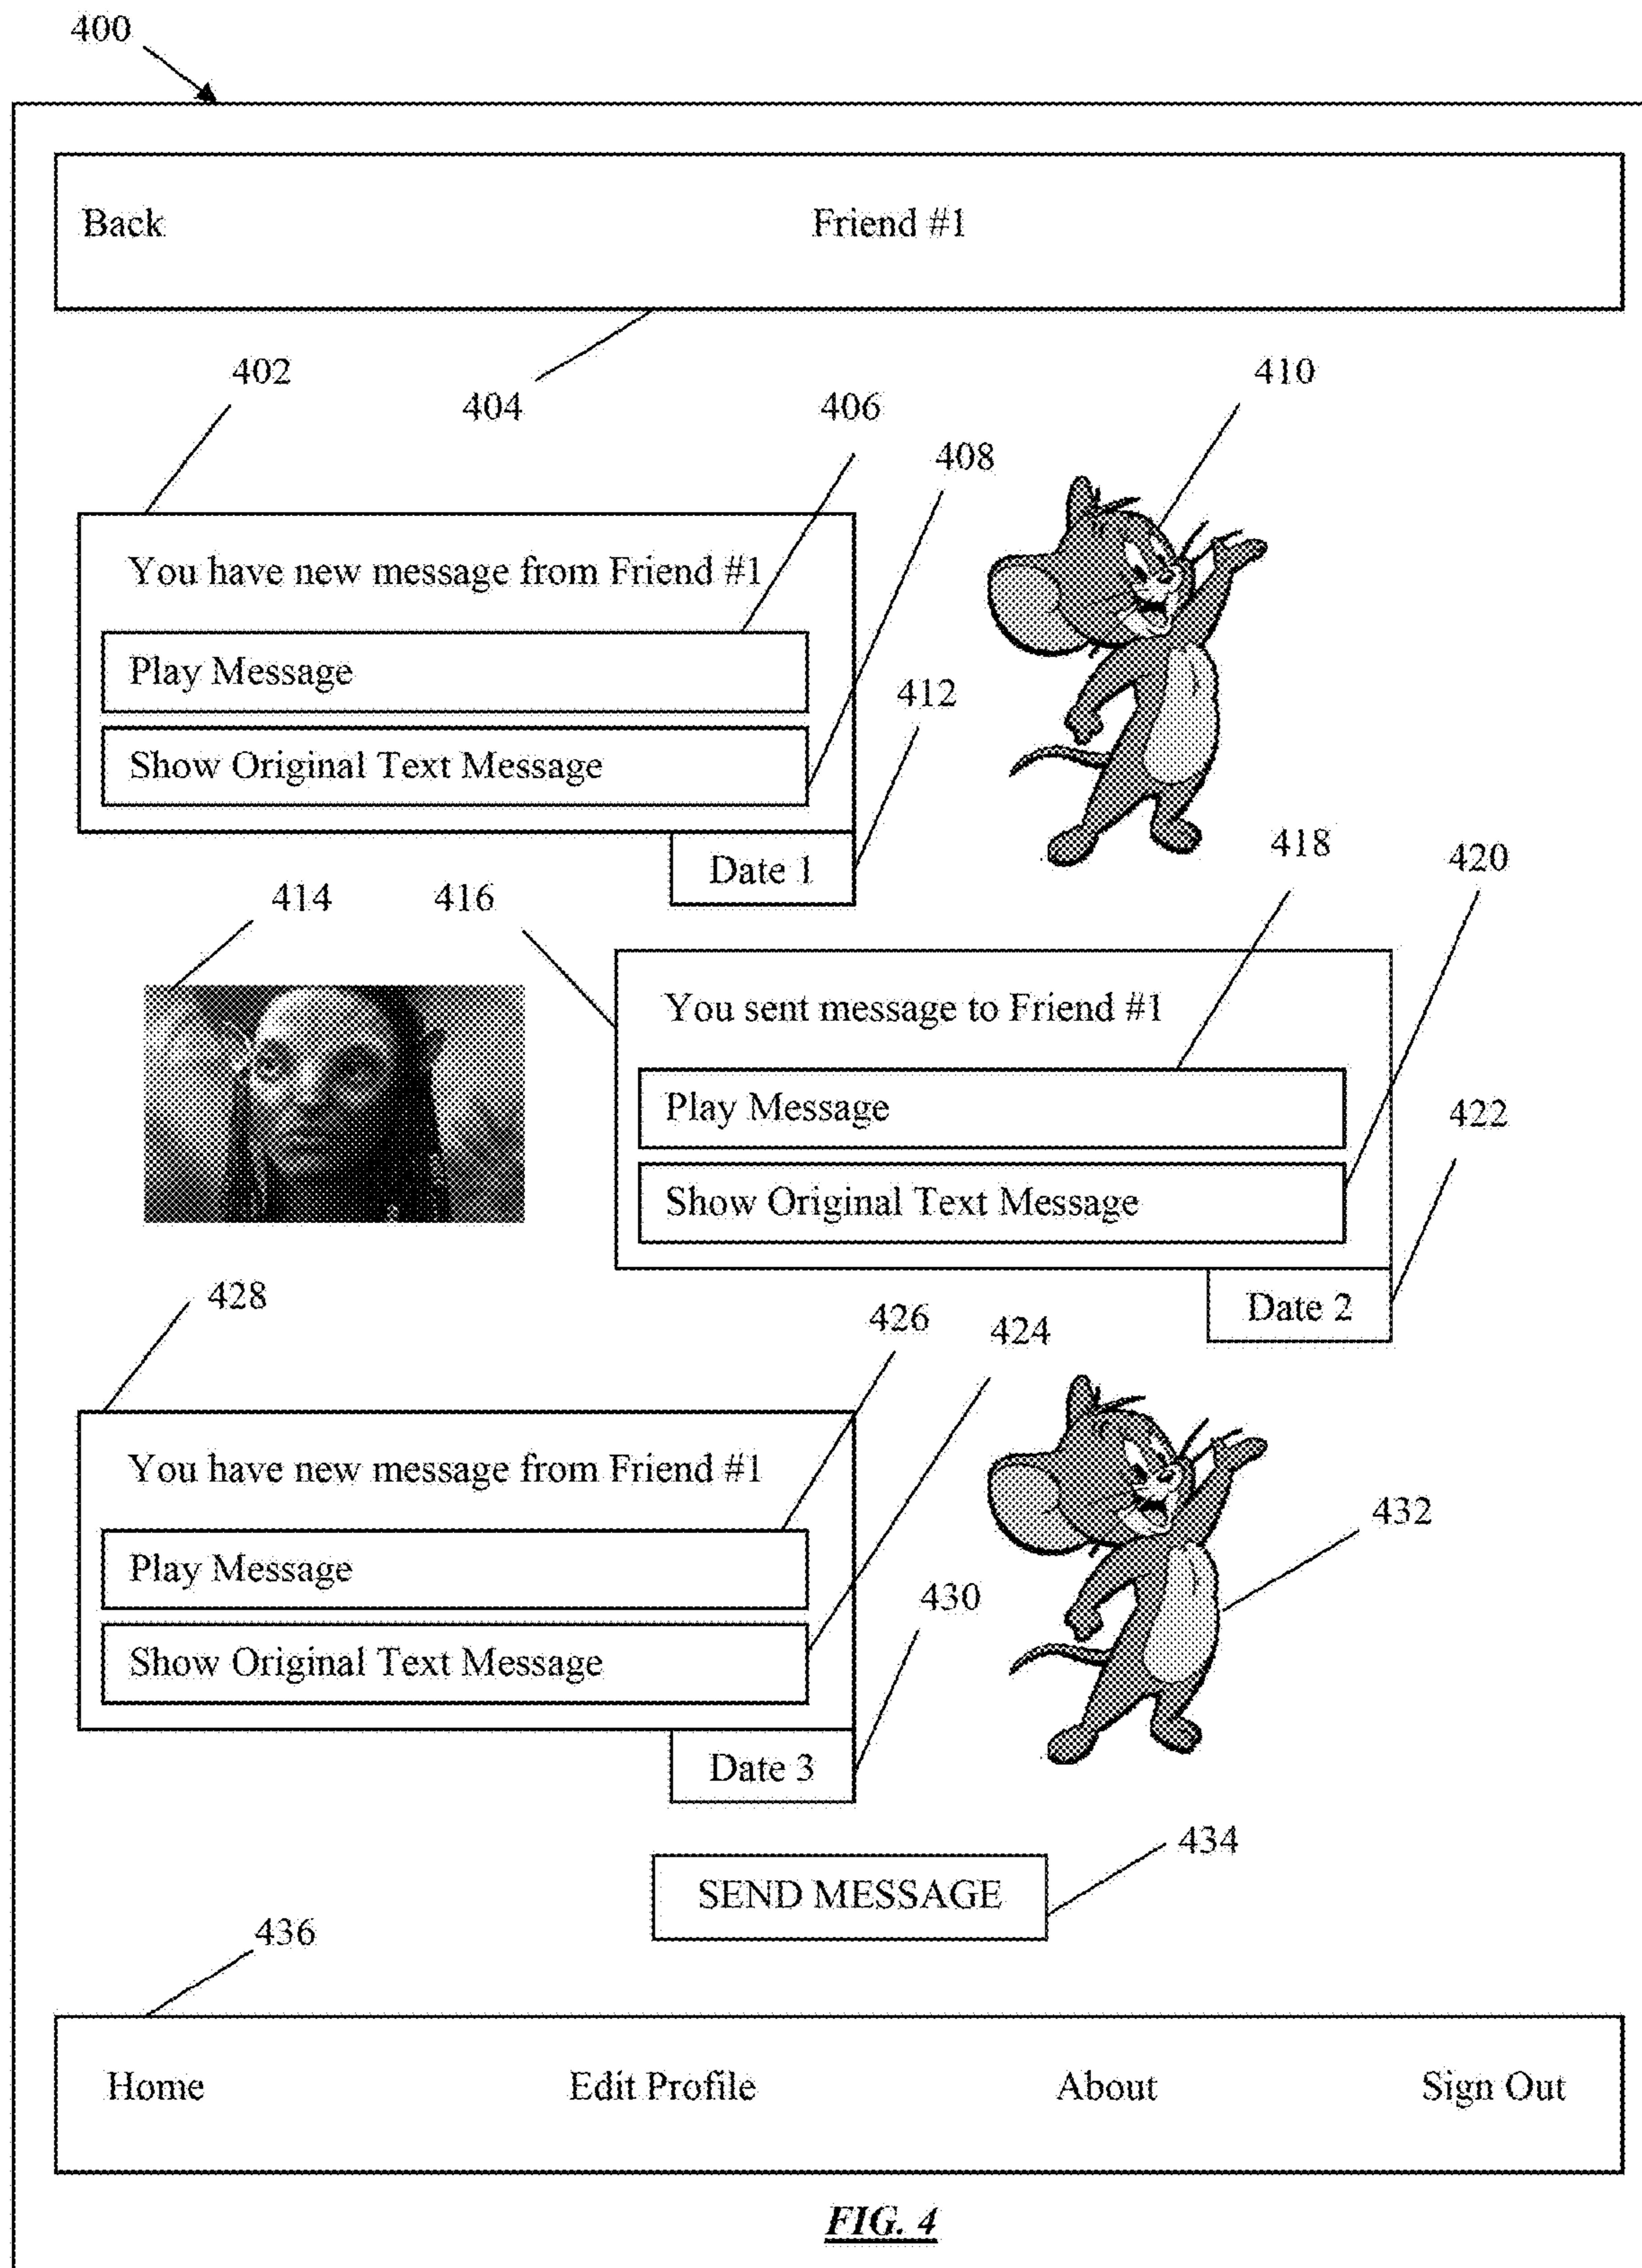 400
Back
Friend #1
402
404
406
408
410
You have new message from Friend #1
Play Message
Show Original Text Message
412
Date 1
414
416
418
420
You sent message to Friend #1
Play Message
Show Original Text Message
422
Date 2
428
426
424
You have new message from Friend #1
Play Message
Show Original Text Message
430
432
Date 3
434
SEND MESSAGE
436
Home
Edit Profile
About
Sign Out
FIG. 4